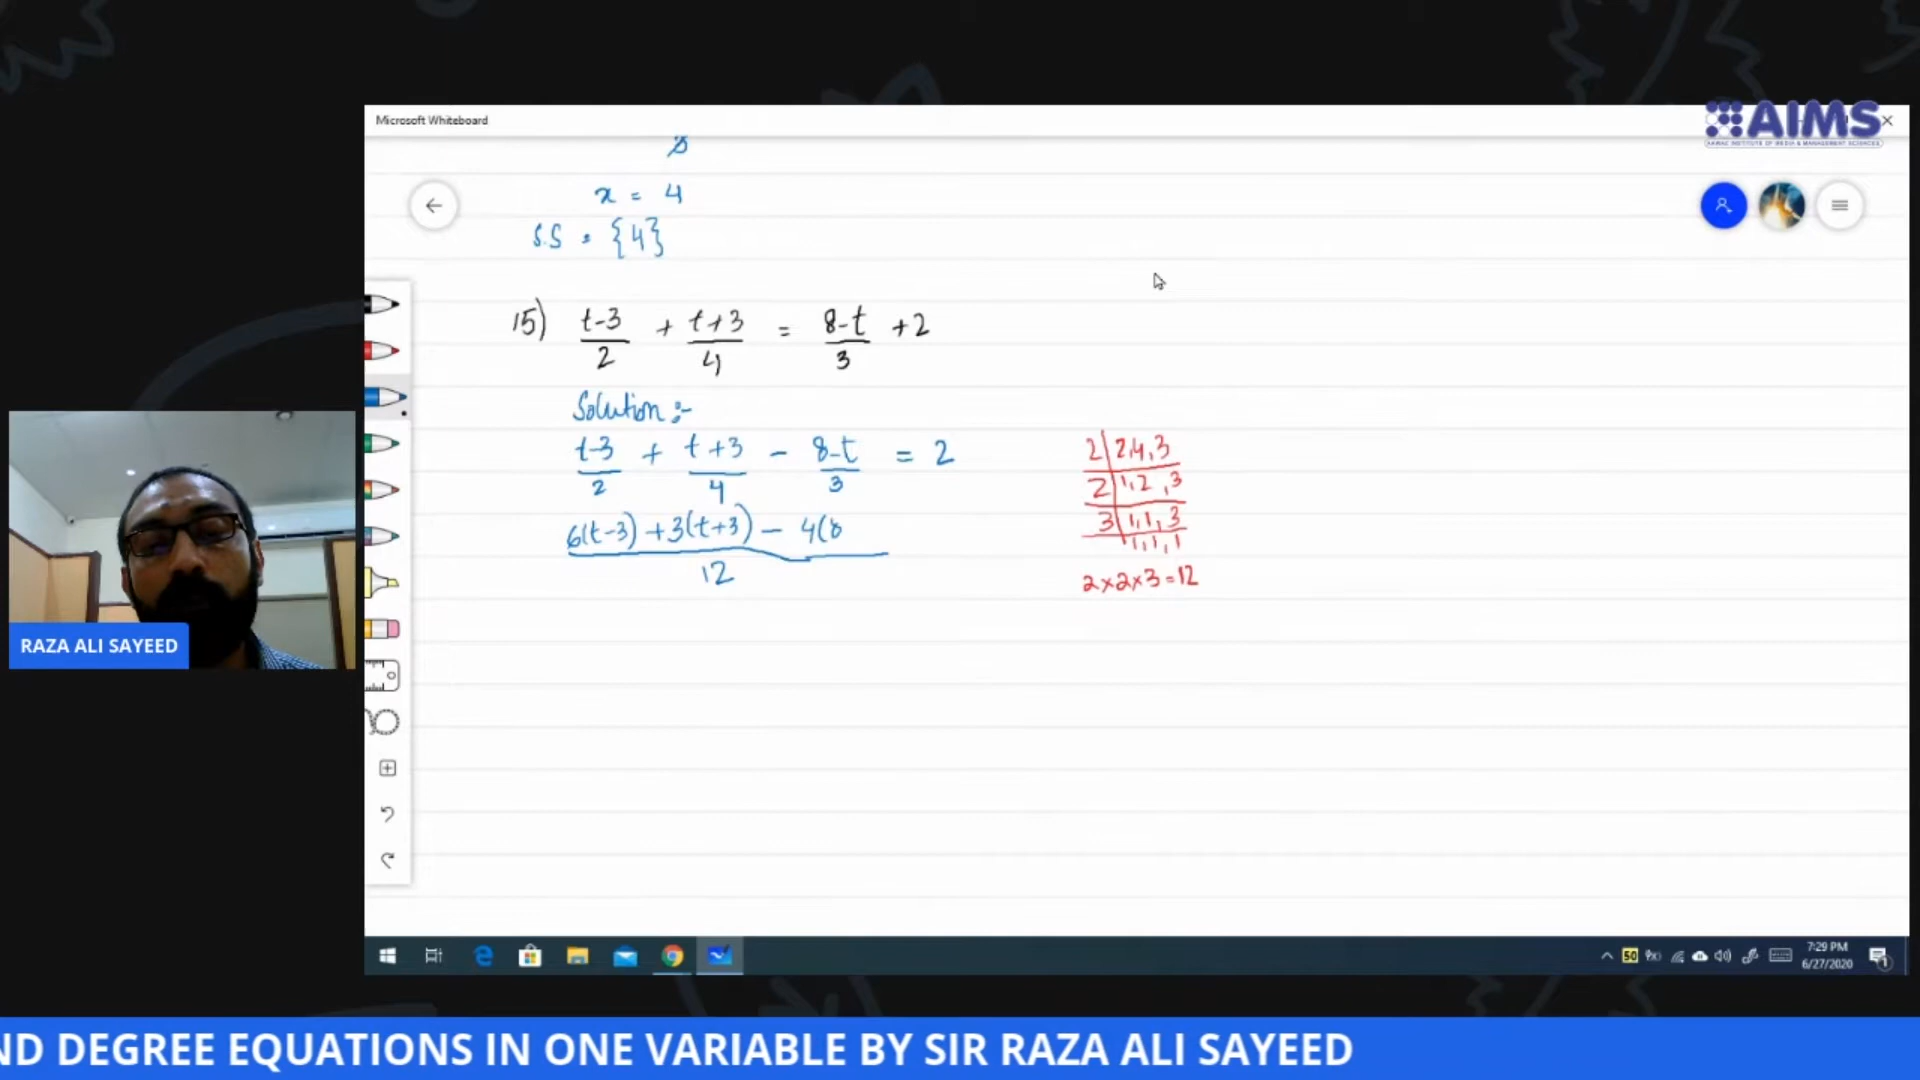 Microsoft Whiteboard
AIMS
x = 4
S.S = {4}
15) t-3/2 + t+3/4 = 8-t/3 +2
Solution :-
t-3/2 + t+3/4 - 8-t/3 = 2
6(t-3) +3(t+3) - 4(8
12
2 | 2,4,3
2 | 1,2,3
3 | 1,1,3
1,1,1
2×2×3=12
RAZA ALI SAYEED
50
7:29 PM
6/27/2020
ND DEGREE EQUATIONS IN ONE VARIABLE BY SIR RAZA ALI SAYEED